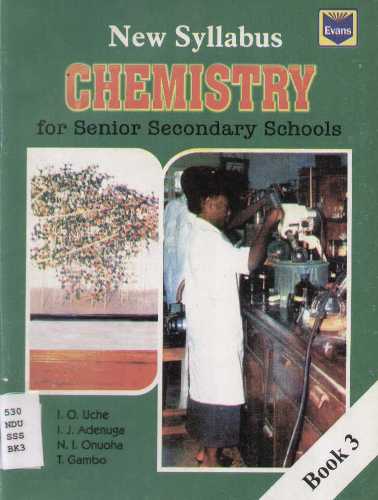 New Syllabus
Evans
CHEMISTRY
for Senior Secondary Schools
I. O. Uche
I. J. Adenuga
N. I. Onuoha
T. Gambo
530
NDU
SSS
BK3
Book 3